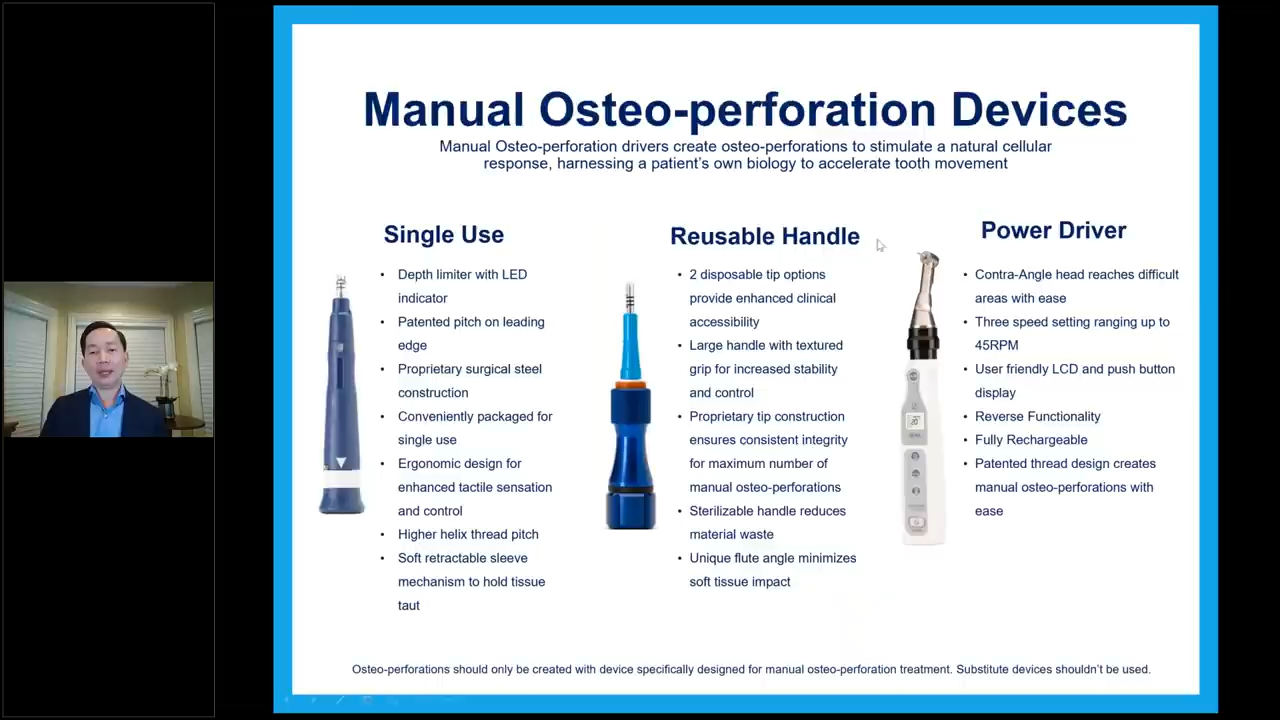 Manual Osteo-perforation Devices
Manual Osteo-perforation drivers create osteo-perforations to stimulate a natural cellular
response, harnessing a patient's own biology to accelerate tooth movement
Single Use
• Depth limiter with LED
indicator
• Patented pitch on leading
edge
• Proprietary surgical steel
construction
• Conveniently packaged for
single use
• Ergonomic design for
enhanced tactile sensation
and control
• Higher helix thread pitch
• Soft retractable sleeve
mechanism to hold tissue
taut
Reusable Handle
• 2 disposable tip options
provide enhanced clinical
accessibility
• Large handle with textured
grip for increased stability
and control
• Proprietary tip construction
ensures consistent integrity
for maximum number of
manual osteo-perforations
• Sterilizable handle reduces
material waste
• Unique flute angle minimizes
soft tissue impact
Power Driver
• Contra-Angle head reaches difficult
areas with ease
• Three speed setting ranging up to
45RPM
• User friendly LCD and push button
display
• Reverse Functionality
• Fully Rechargeable
• Patented thread design creates
manual osteo-perforations with
ease
20
Osteo-perforations should only be created with device specifically designed for manual osteo-perforation treatment. Substitute devices shouldn't be used.